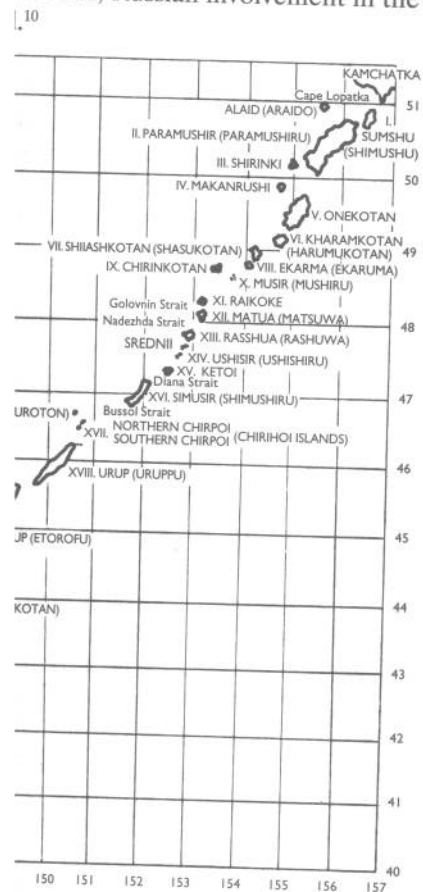 Russian involvement in the
10
KAMCHATKA
Cape Lopatka
51
ALAID (ARAIDO)
I.
II. PARAMUSHIR (PARAMUSHIRU)
SUMSHU
(SHIMUSHU)
III. SHIRINKI
50
IV. MAKANRUSHI
V. ONEKOTAN
VI. KHARAMKOTAN
(HARUMUKOTAN)
VII. SHIIASHKOTAN (SHASUKOTAN)
49
IX. CHIRINKOTAN
VIII. EKARMA (EKARUMA)
X. MUSIR (MUSHIRU)
Golovnin Strait
XI. RAIKOKE
XII. MATUA (MATSUWA)
48
Nadezhda Strait
XIII. RASSHUA (RASHUWA)
SREDNII
XIV. USHISIR (USHISHIRU)
XV. KETOI
Diana Strait
XVI. SIMUSIR (SHIMUSHIRU)
47
UROTON)
Bussol Strait
XVII. NORTHERN CHIRPOI
SOUTHERN CHIRPOI (CHIRIHOI ISLANDS)
XVIII. URUP (URUPPU)
46
UP (ETOROFU)
45
KOTAN)
44
43
42
41
40
150 151 152 153 154 155 156 157